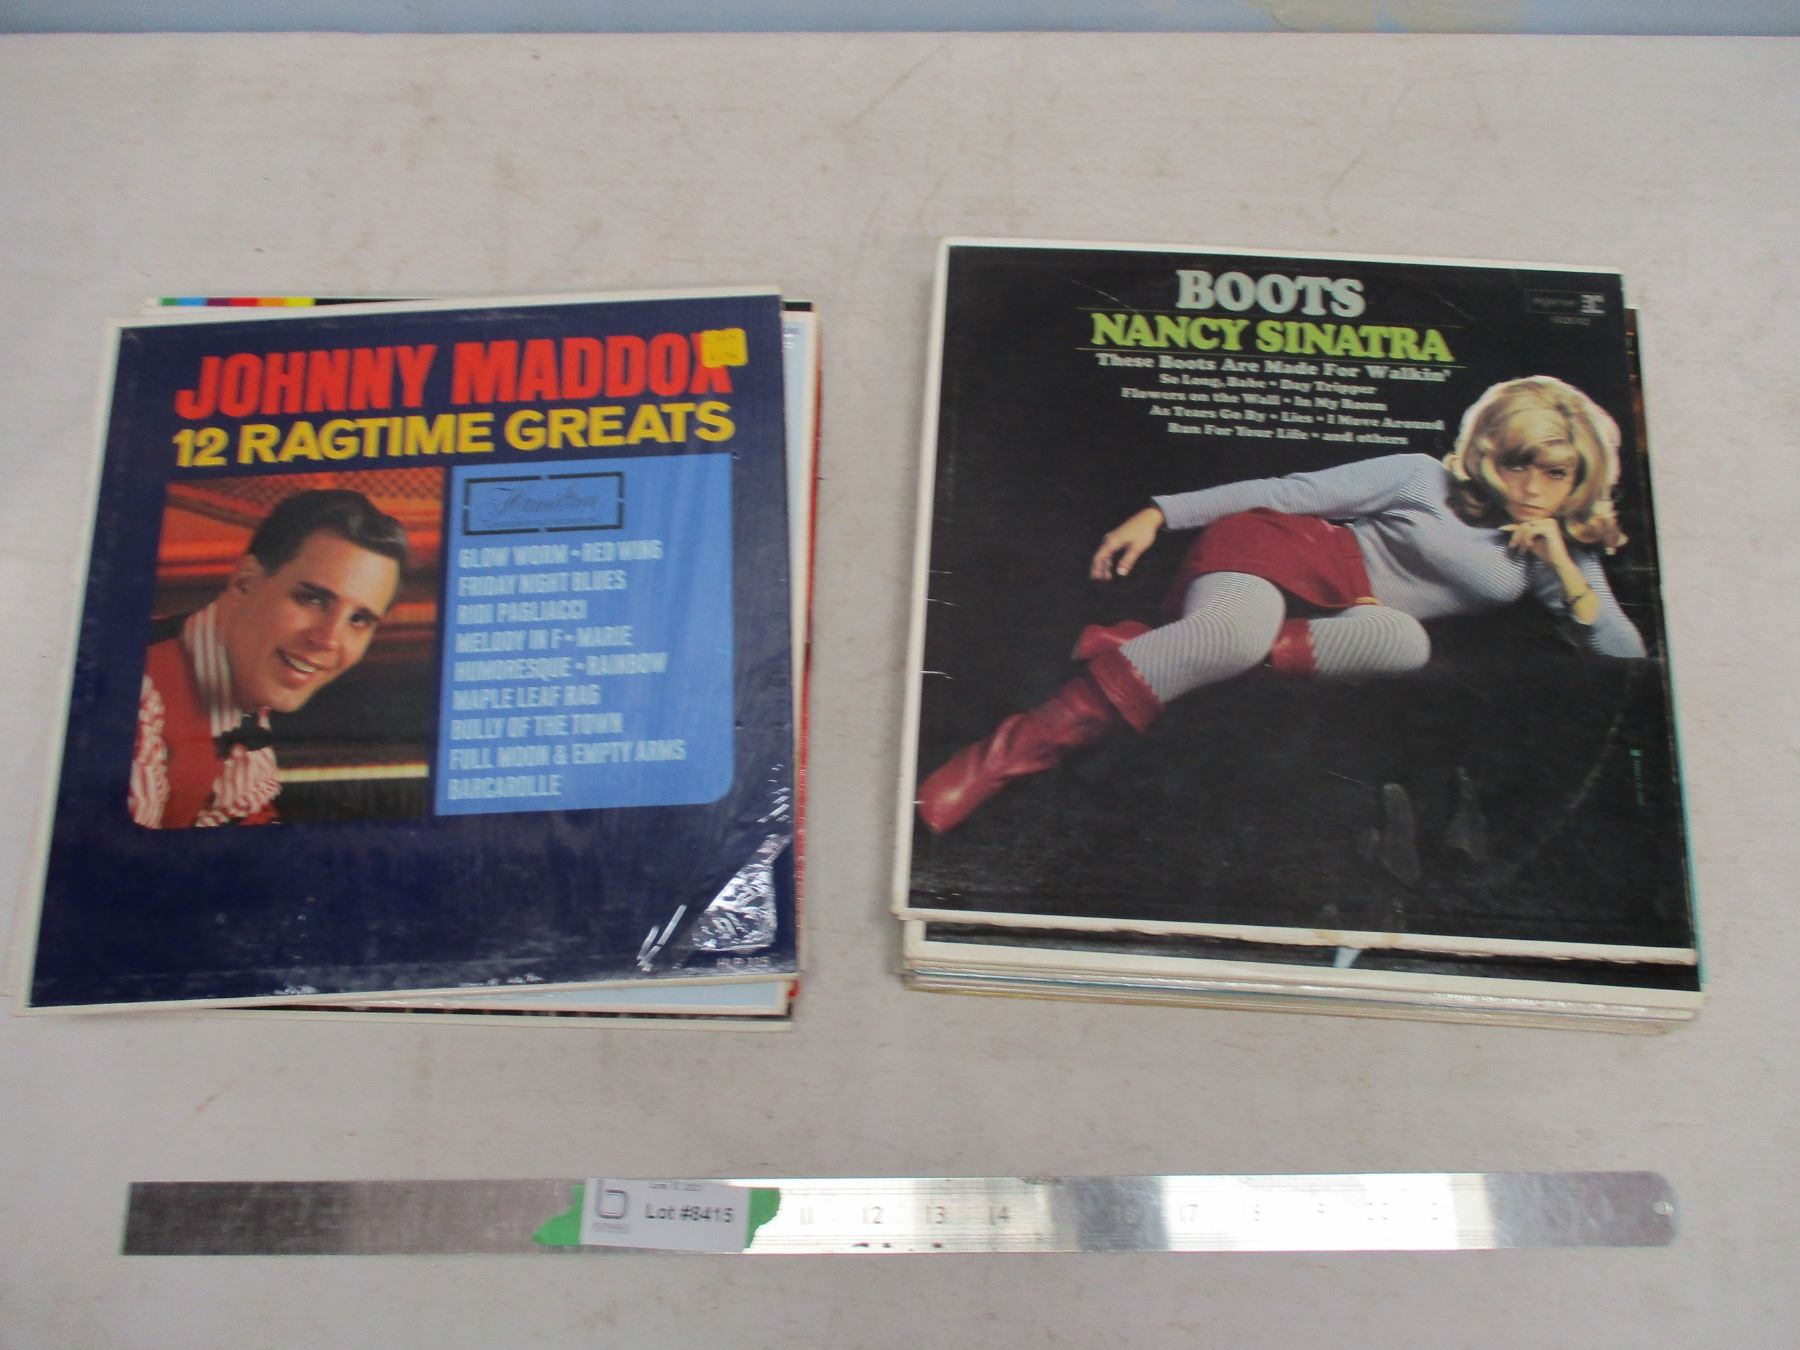 JOHNNY MADDOX
12 RAGTIME GREATS
Hamilton
GLOW WORM • RED WING
FRIDAY NIGHT BLUES
RIDI PAGLIACCI
MELODY IN F • MARIE
HUMORESQUE • RAINBOW
MAPLE LEAF RAG
BULLY OF THE TOWN
FULL MOON & EMPTY ARMS
BARCAROLLE
BOOTS
NANCY SINATRA
These Boots Are Made For Walkin'
So Long, Babe • Day Tripper
Flowers on the Wall • In My Room
As Tears Go By • Lies • I Move Around
Run For Your Life • and others
b
Lot #8415
11 12 13 14 17